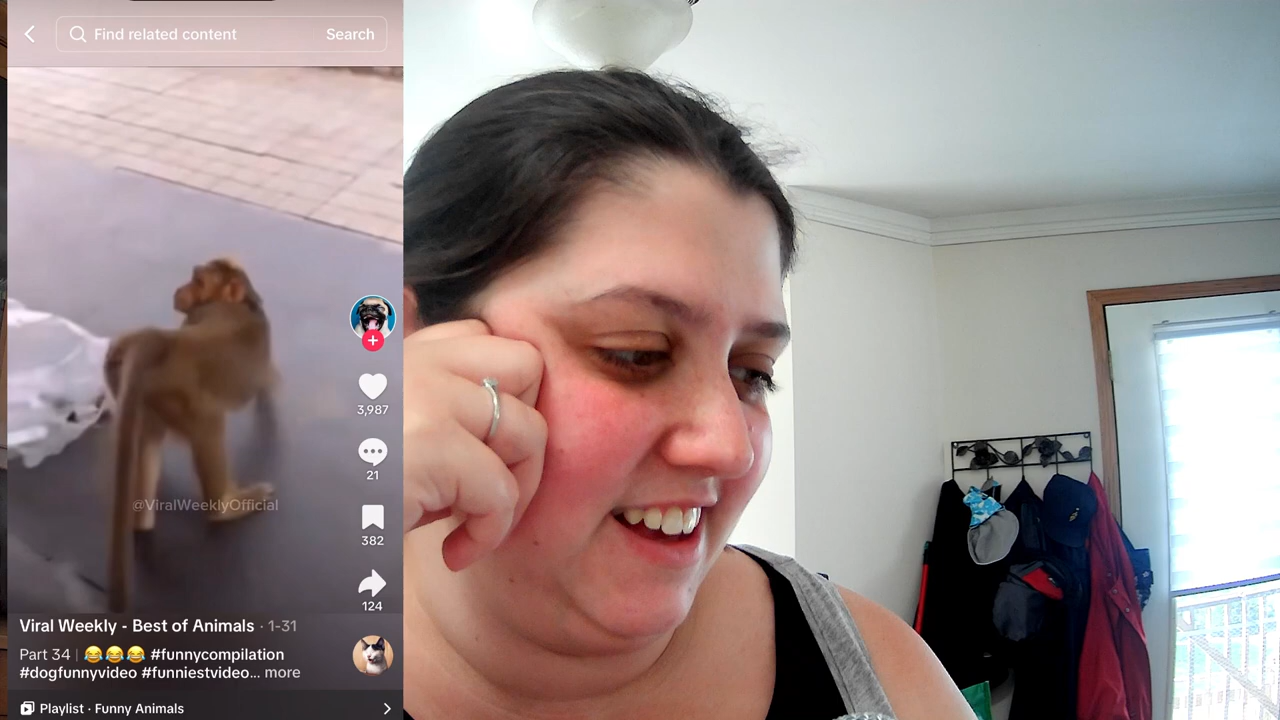 Find related content Search
@ViralWeeklyOfficial
3,987
21
382
124
Viral Weekly - Best of Animals · 1-31
Part 34 | 😂😂😂 #funnycompilation
#dogfunnyvideo #funniestvideo... more
Playlist · Funny Animals